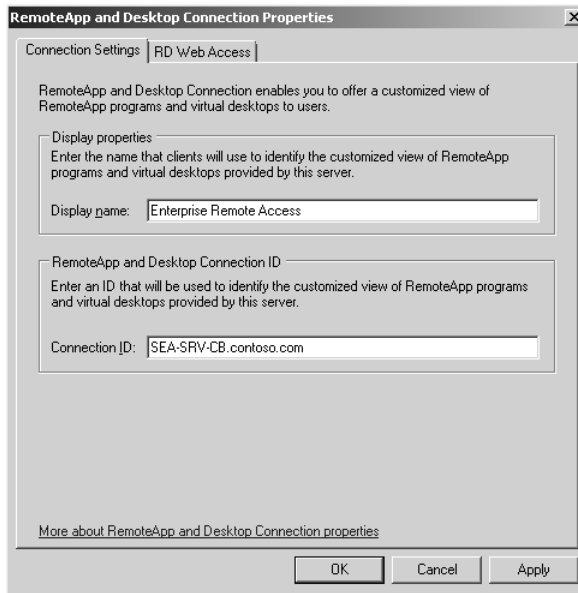 RemoteApp and Desktop Connection Properties
Connection Settings
RD Web Access
RemoteApp and Desktop Connection enables you to offer a customized view of
RemoteApp programs and virtual desktops to users.
Display properties
Enter the name that clients will use to identify the customized view of RemoteApp
programs and virtual desktops provided by this server.
Display name: Enterprise Remote Access
RemoteApp and Desktop Connection ID
Enter an ID that will be used to identify the customized view of RemoteApp programs
and virtual desktops provided by this server.
Connection ID: SEA-SRV-CB.contoso.com
More about RemoteApp and Desktop Connection properties
OK Cancel Apply